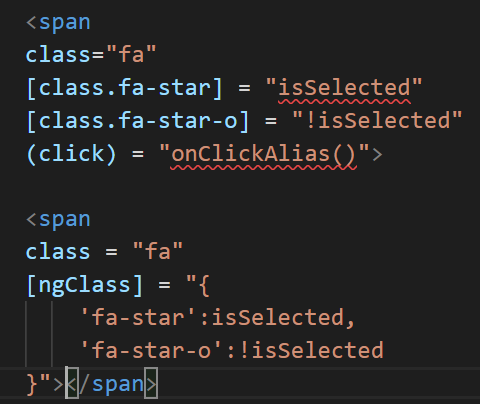 <span
class="fa"
[class.fa-star] = "isSelected"
[class.fa-star-o] = "!isSelected"
(click) = "onClickAlias()">
<span
class = "fa"
[ngClass] = "{
'fa-star':isSelected,
'fa-star-o':!isSelected
}"></span>